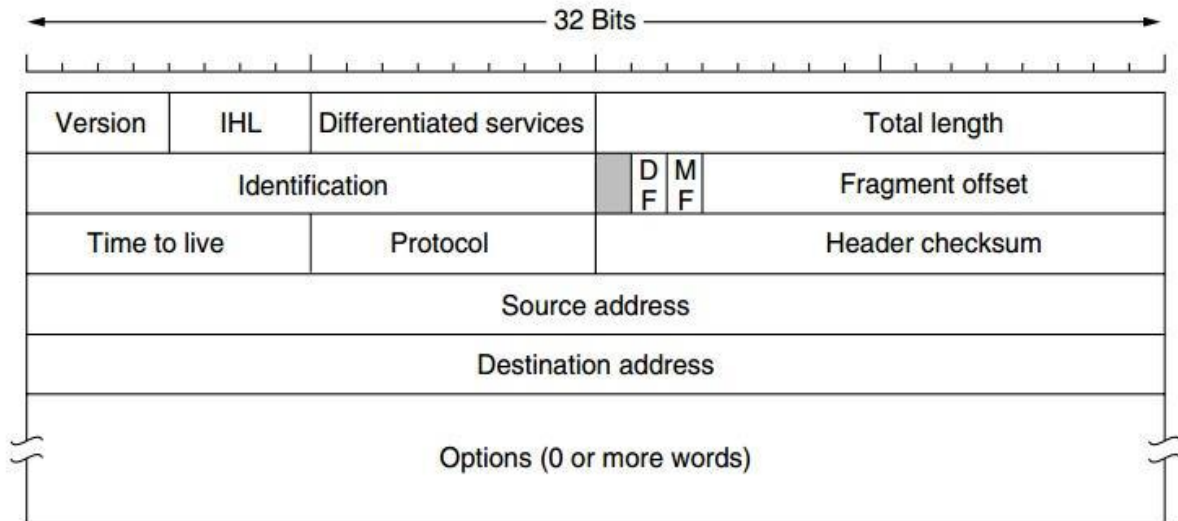 32 Bits
Version IHL Differentiated services Total length
Identification D F M F Fragment offset
Time to live Protocol Header checksum
Source address
Destination address
Options (0 or more words)